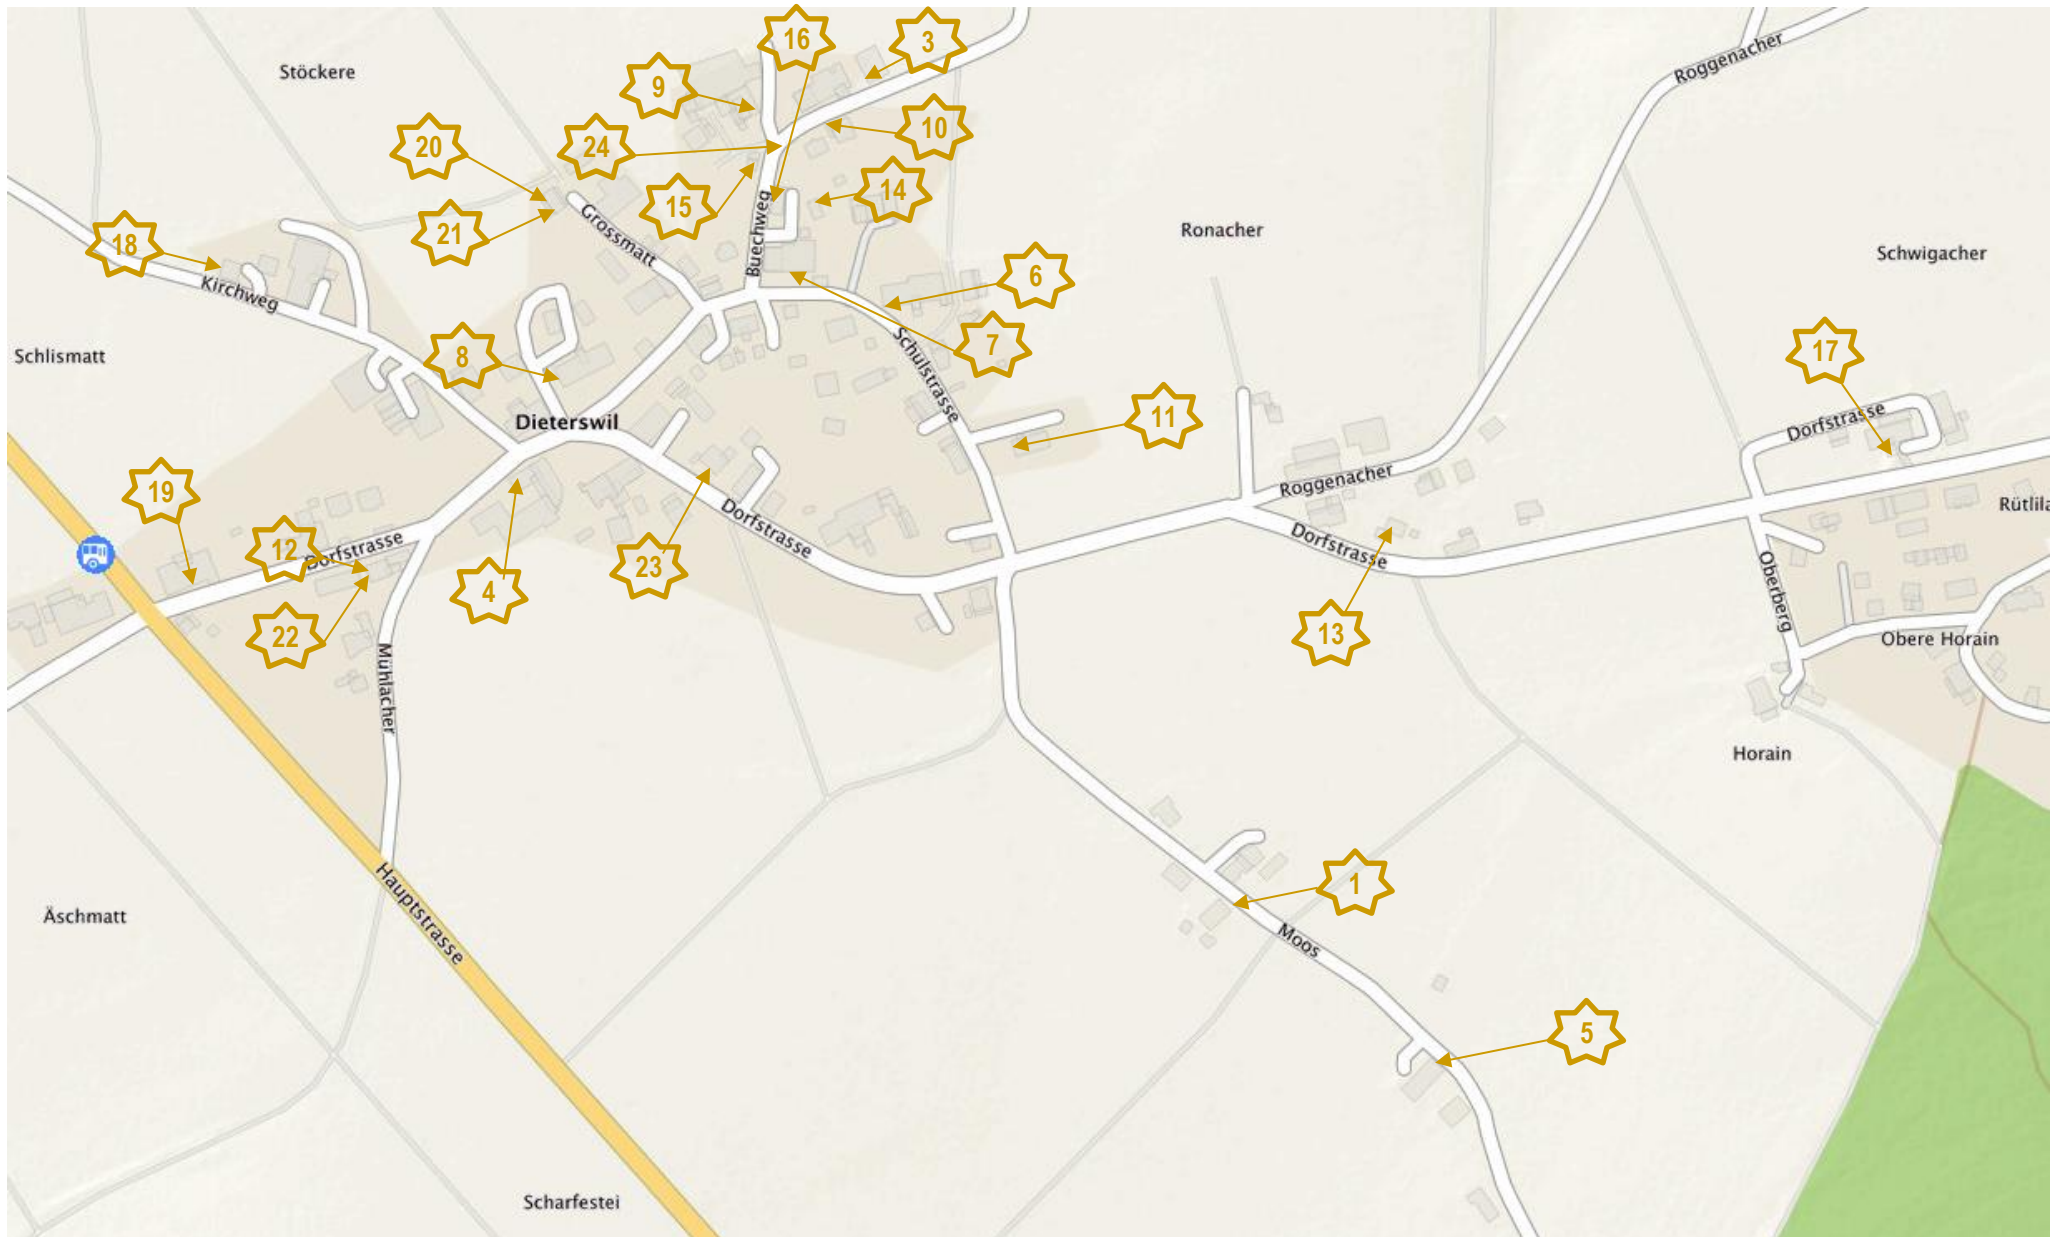 16
3
Roggenacher
Stöckere
9
10
24
20
14
15
Grossmatt
21
Buechweg
Ronacher
18
Schwigacher
6
Kirchweg
7
Schulstrasse
Schlismatt
8
17
Dieterswil
11
Dorfstrasse
Roggenacher
19
Rütlila
Dorfstrasse
Dorfstrasse
12
Dorfstrasse
23
4
Oberberg
22
13
Obere Horain
Mühlacher
Horain
1
Hauptstrasse
Äschmatt
Moos
5
Scharfestei